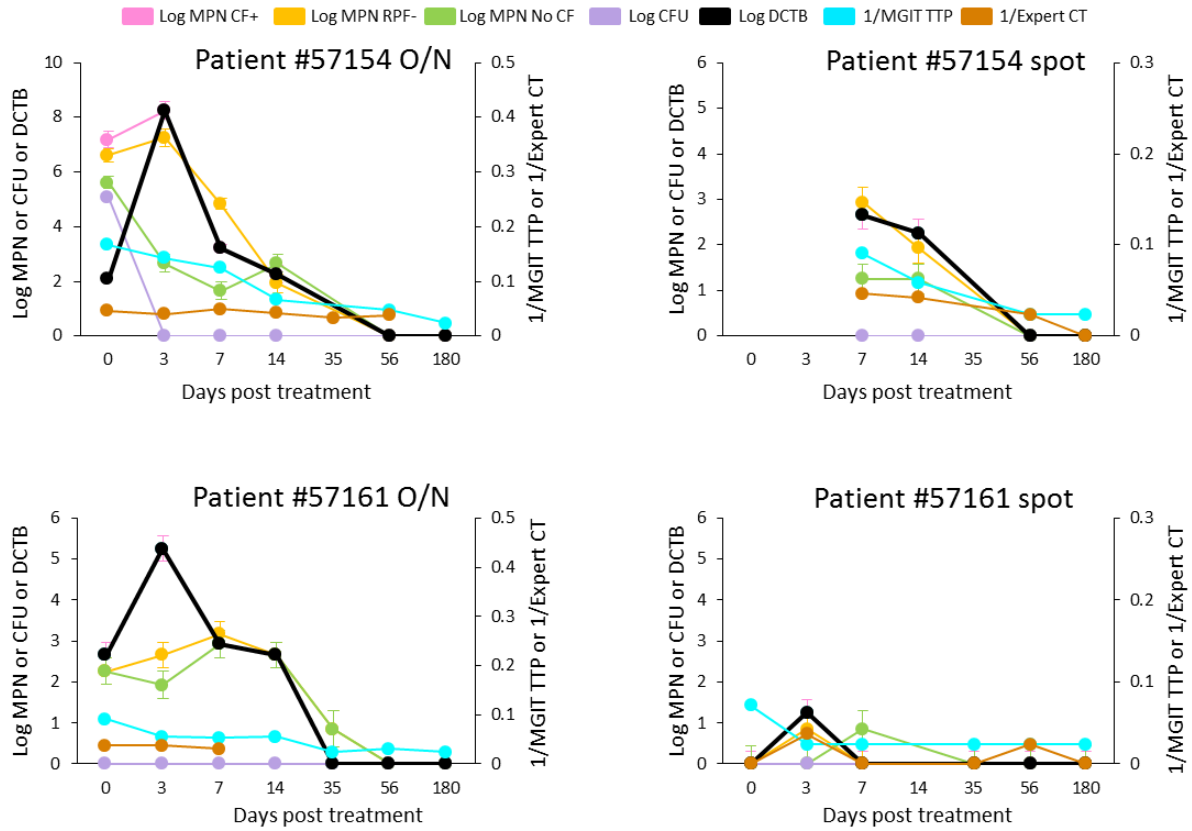 Log MPN CF+ Log MPN RPF- Log MPN No CF Log CFU Log DCTB 1/MGIT TTP 1/Expert CT
Patient #57154 O/N
Log MPN or CFU or DCTB
10
8
6
4
2
0
0.5
0.4
0.3
0.2
0.1
0
1/MGIT TTP or 1/Expert CT
0 3 7 14 35 56 180
Days post treatment
Patient #57154 spot
Log MPN or CFU or DCTB
6
5
4
3
2
1
0
0.3
0.2
0.1
0
1/MGIT TTP or 1/Expert CT
0 3 7 14 35 56 180
Days post treatment
Patient #57161 O/N
Log MPN or CFU or DCTB
6
5
4
3
2
1
0
0.5
0.4
0.3
0.2
0.1
0
1/MGIT TTP or 1/Expert CT
0 3 7 14 35 56 180
Days post treatment
Patient #57161 spot
Log MPN or CFU or DCTB
6
5
4
3
2
1
0
0.3
0.2
0.1
0
1/MGIT TTP or 1/Expert CT
0 3 7 14 35 56 180
Days post treatment